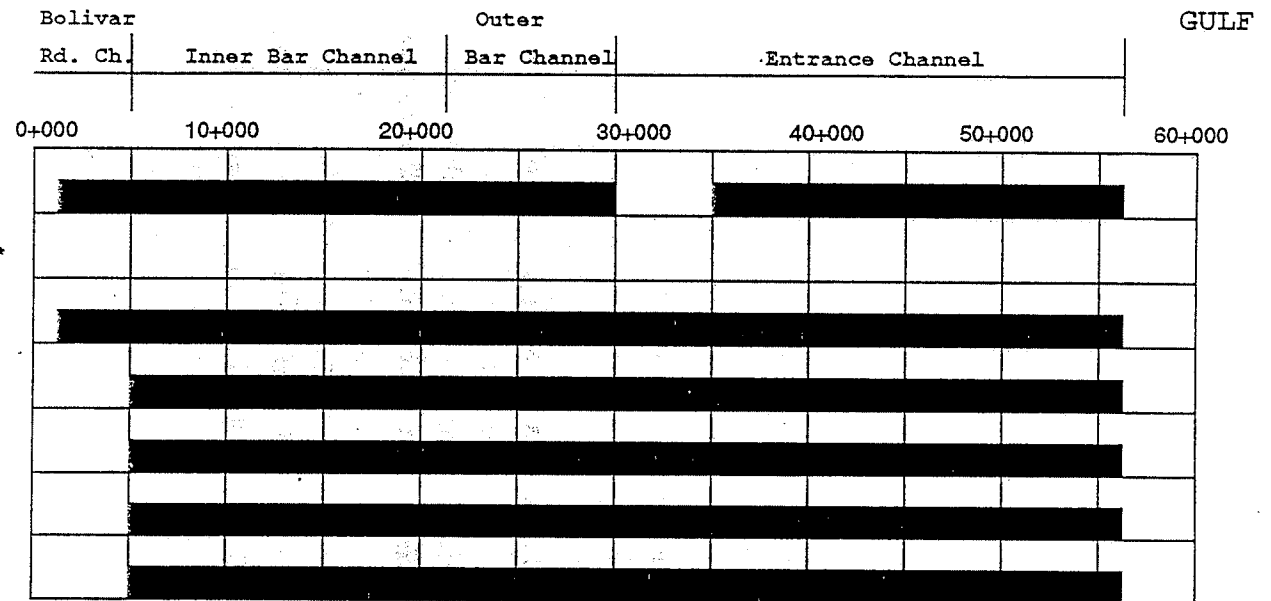 Bolivar Outer GULF
Rd. Ch. Inner Bar Channel Bar Channel Entrance Channel
0+000 10+000 20+000 30+000 40+000 50+000 60+000
*